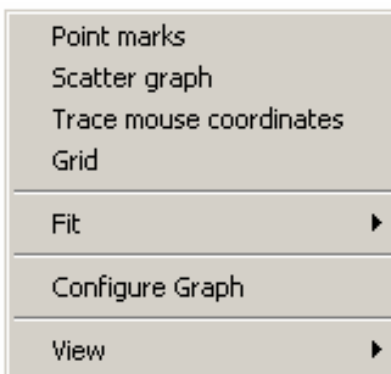 Point marks
Scatter graph
Trace mouse coordinates
Grid
Fit
Configure Graph
View